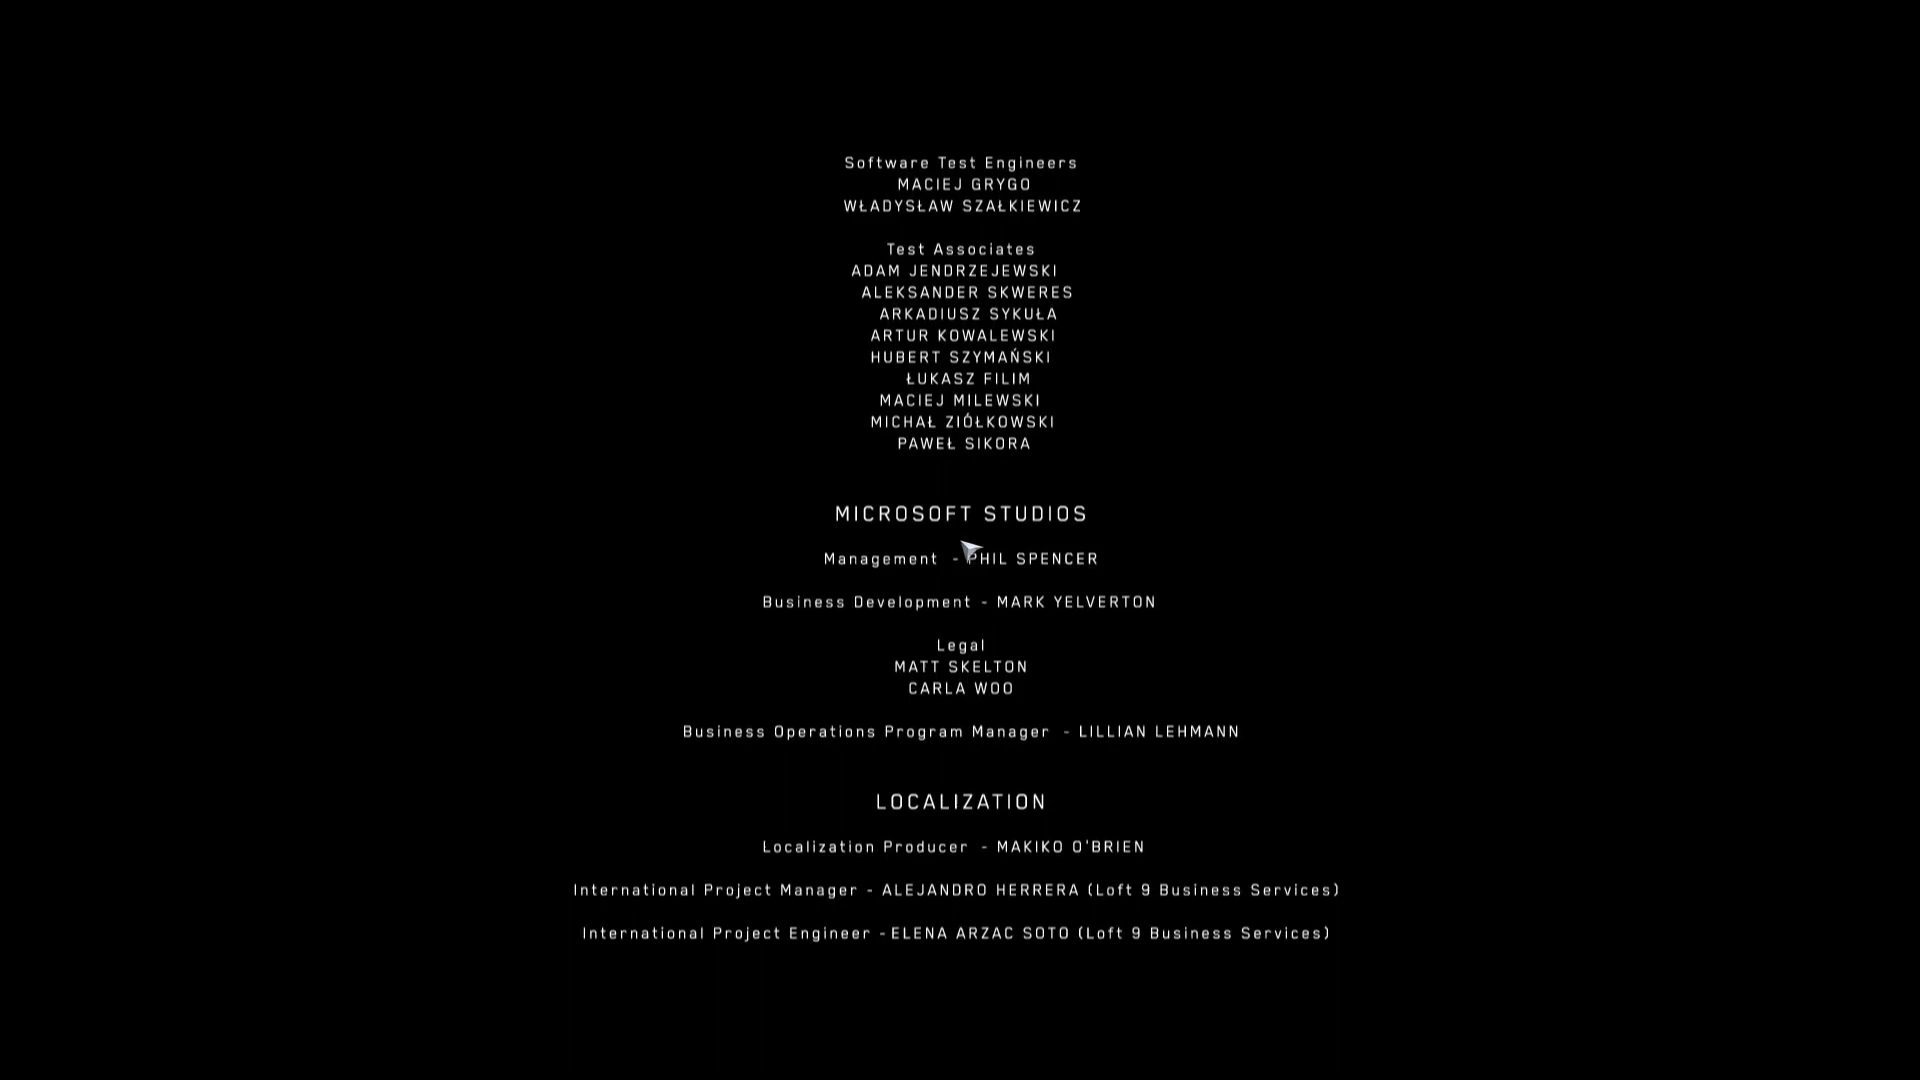 Software Test Engineers
MACIEJ GRYGO
WŁADYSŁAW SZAŁKIEWICZ
Test Associates
ADAM JENDRZEJEWSKI
ALEKSANDER SKWERES
ARKADIUSZ SYKUŁA
ARTUR KOWALEWSKI
HUBERT SZYMAŃSKI
ŁUKASZ FILIM
MACIEJ MILEWSKI
MICHAŁ ZIÓŁKOWSKI
PAWEŁ SIKORA
MICROSOFT STUDIOS
Management - PHIL SPENCER
Business Development - MARK YELVERTON
Legal
MATT SKELTON
CARLA WOO
Business Operations Program Manager - LILLIAN LEHMANN
LOCALIZATION
Localization Producer - MAKIKO O'BRIEN
International Project Manager - ALEJANDRO HERRERA (Loft 9 Business Services)
International Project Engineer - ELENA ARZAC SOTO (Loft 9 Business Services)